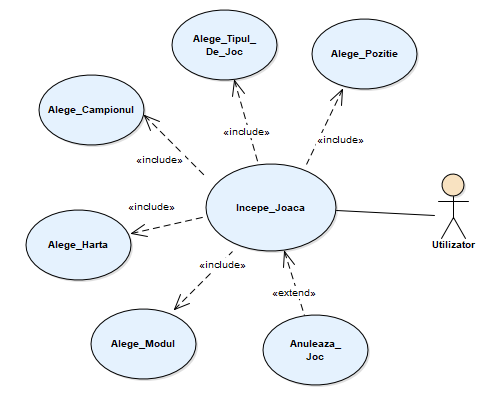 Alege_Tipul_
De_Joc
Alege_Pozitie
Alege_Campionul
«include»
«include»
«include»
«include»
Incepe_Joaca
Utilizator
Alege_Harta
«include»
«extend»
Alege_Modul
Anuleaza_
Joc